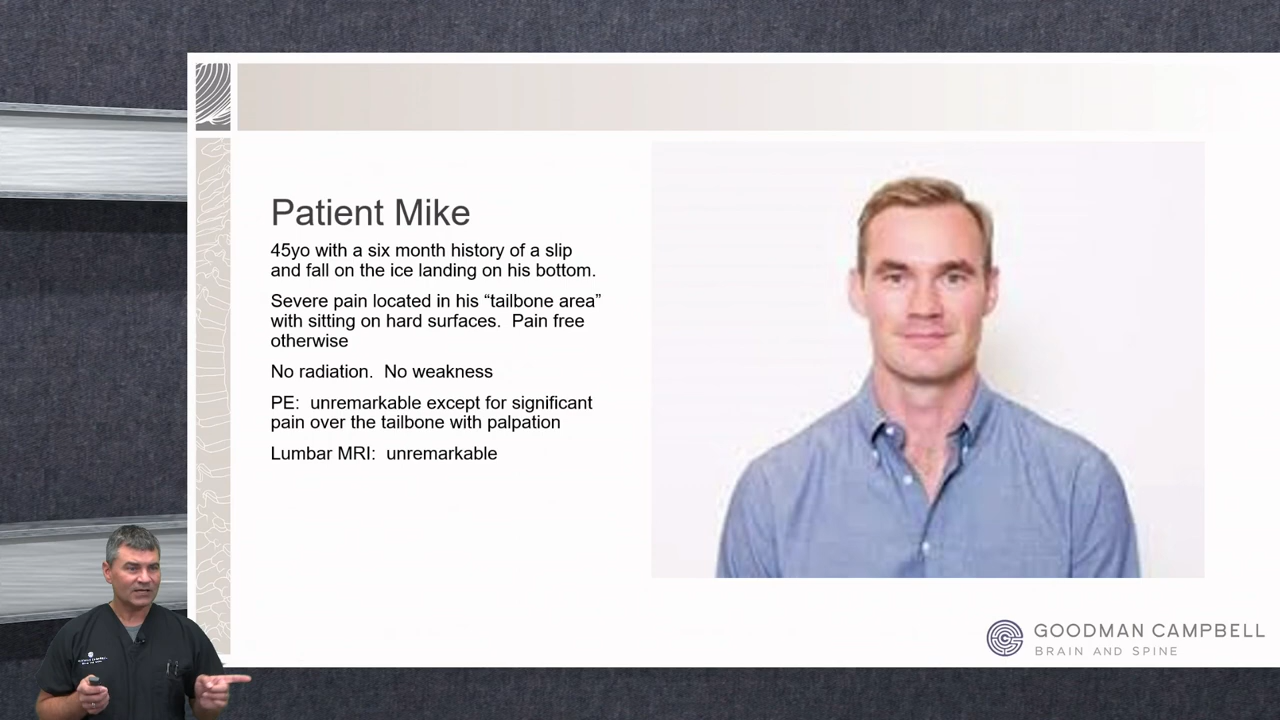 Patient Mike
45yo with a six month history of a slip
and fall on the ice landing on his bottom.
Severe pain located in his “tailbone area”
with sitting on hard surfaces.  Pain free
otherwise
No radiation.  No weakness
PE:  unremarkable except for significant
pain over the tailbone with palpation
Lumbar MRI:  unremarkable
GOODMAN CAMPBELL
BRAIN AND SPINE